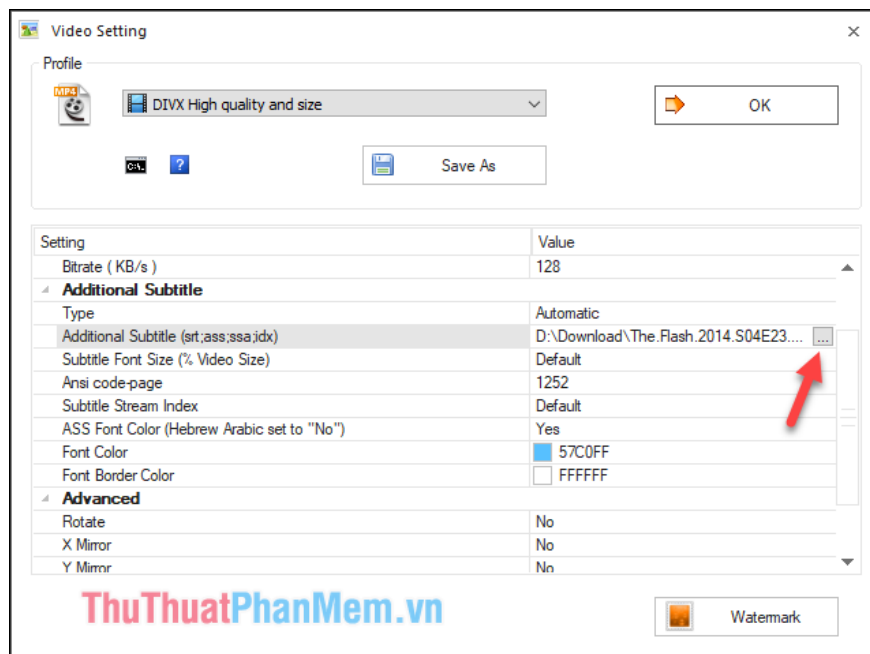 Video Setting
Profile
MP4
DIVX High quality and size
OK
C:\.
?
Save As
Setting Value
Bitrate ( KB/s ) 128
Additional Subtitle
Type Automatic
Additional Subtitle (srt;ass;ssa;idx) D:\Download\The.Flash.2014.S04E23.... ...
Subtitle Font Size (% Video Size) Default
Ansi code-page 1252
Subtitle Stream Index Default
ASS Font Color (Hebrew Arabic set to "No") Yes
Font Color 57C0FF
Font Border Color FFFFFF
Advanced
Rotate No
X Mirror No
Y Mirror No
ThuThuatPhanMem.vn
Watermark